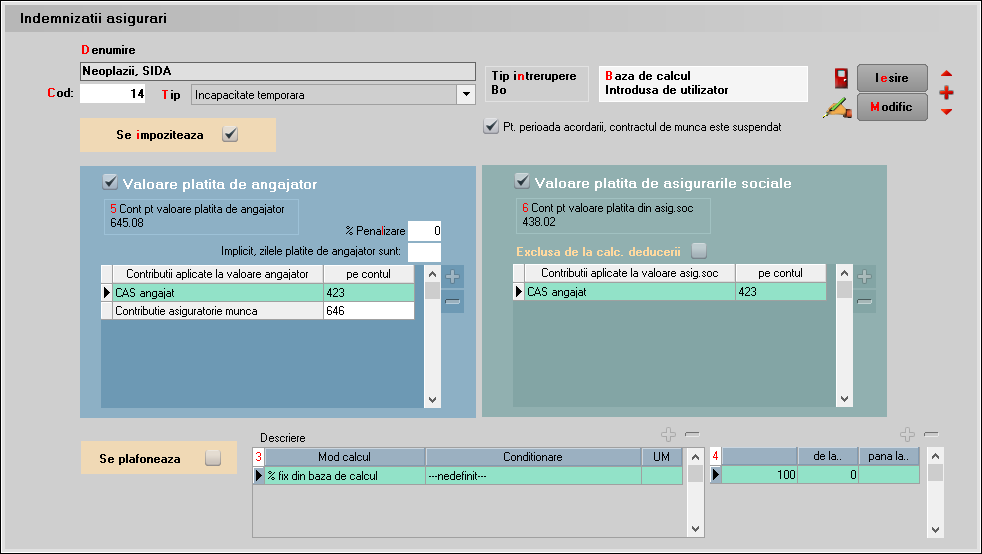 Indemnizatii asigurari
Denumire
Neoplazii, SIDA
Cod: 14 Tip Incapacitate temporara
Tip intrerupere
Bo
Baza de calcul
Introdusa de utilizator
Iesire
Modific
Se impoziteaza
Pt. perioada acordarii, contractul de munca este suspendat
Valoare platita de angajator
5 Cont pt valoare platita de angajator
645.08
% Penalizare 0
Implicit, zilele platite de angajator sunt:
Contributii aplicate la valoare angajator pe contul
CAS angajat 423
Contributie asiguratorie munca 646
Valoare platita de asigurarile sociale
6 Cont pt valoare platita din asig.soc
438.02
Exclusa de la calc. deducerii
Contributii aplicate la valoare asig.soc pe contul
CAS angajat 423
Se plafoneaza
Descriere
3 Mod calcul Conditionare UM
% fix din baza de calcul ---nedefinit---
4 de la.. pana la..
100 0